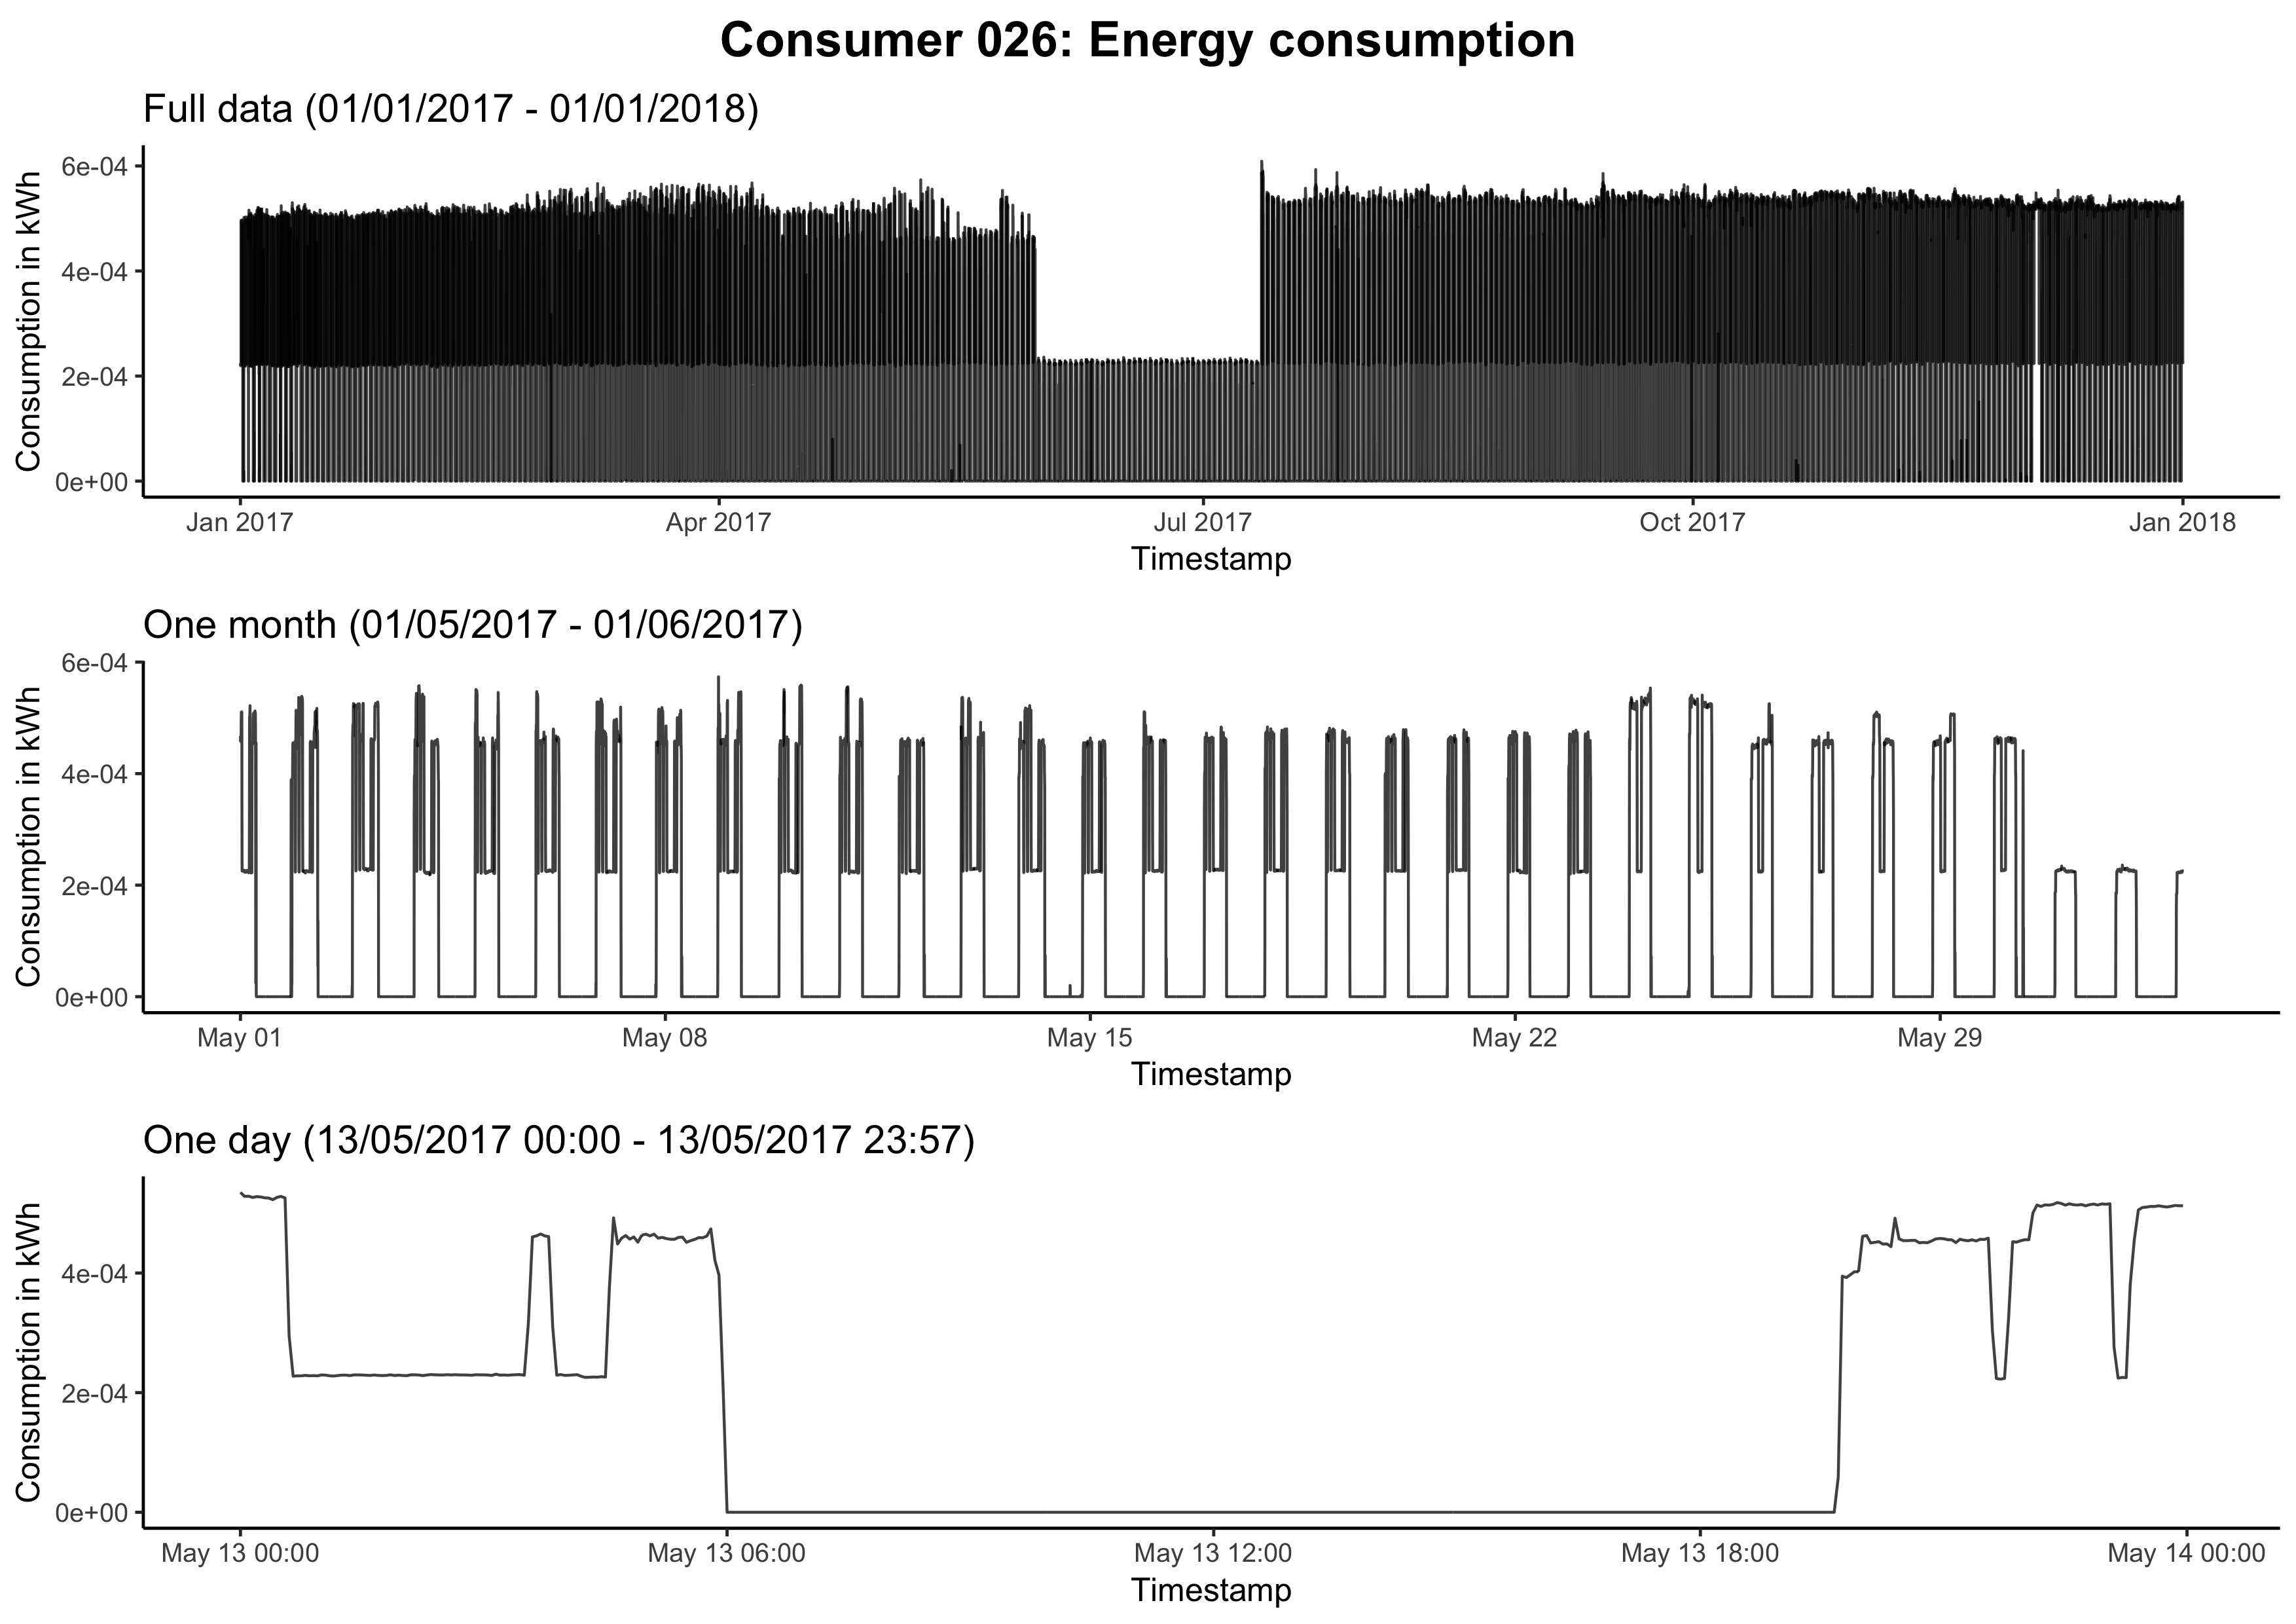 Consumer 026: Energy consumption
Full data (01/01/2017 - 01/01/2018)
Consumption in kWh
6e-04
4e-04
2e-04
0e+00
Jan 2017
Apr 2017
Jul 2017
Oct 2017
Jan 2018
Timestamp
One month (01/05/2017 - 01/06/2017)
Consumption in kWh
6e-04
4e-04
2e-04
0e+00
May 01
May 08
May 15
May 22
May 29
Timestamp
One day (13/05/2017 00:00 - 13/05/2017 23:57)
Consumption in kWh
4e-04
2e-04
0e+00
May 13 00:00
May 13 06:00
May 13 12:00
May 13 18:00
May 14 00:00
Timestamp